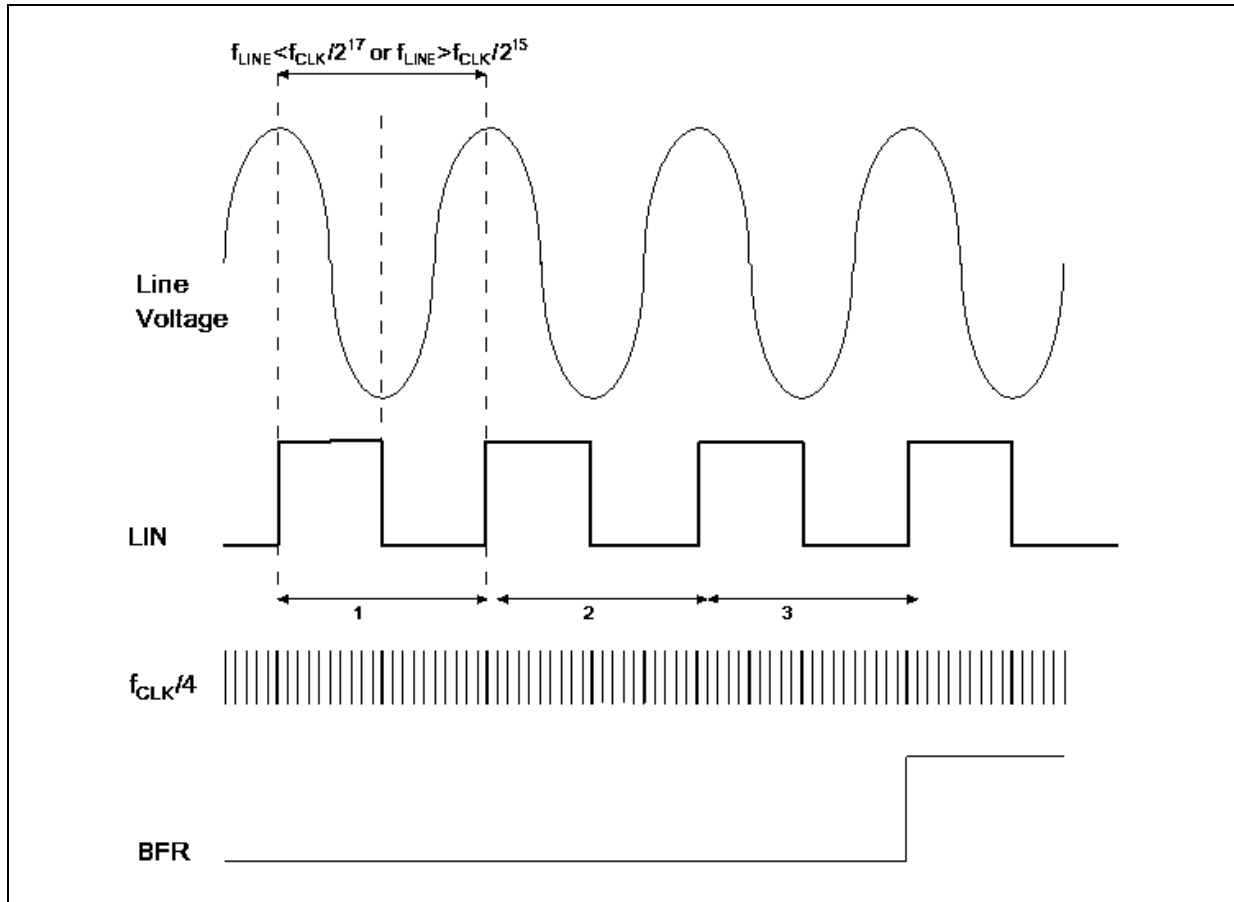 f_LINE<f_CLK/2^17 or f_LINE>f_CLK/2^15
Line
Voltage
LIN
1 2 3
f_CLK/4
BFR